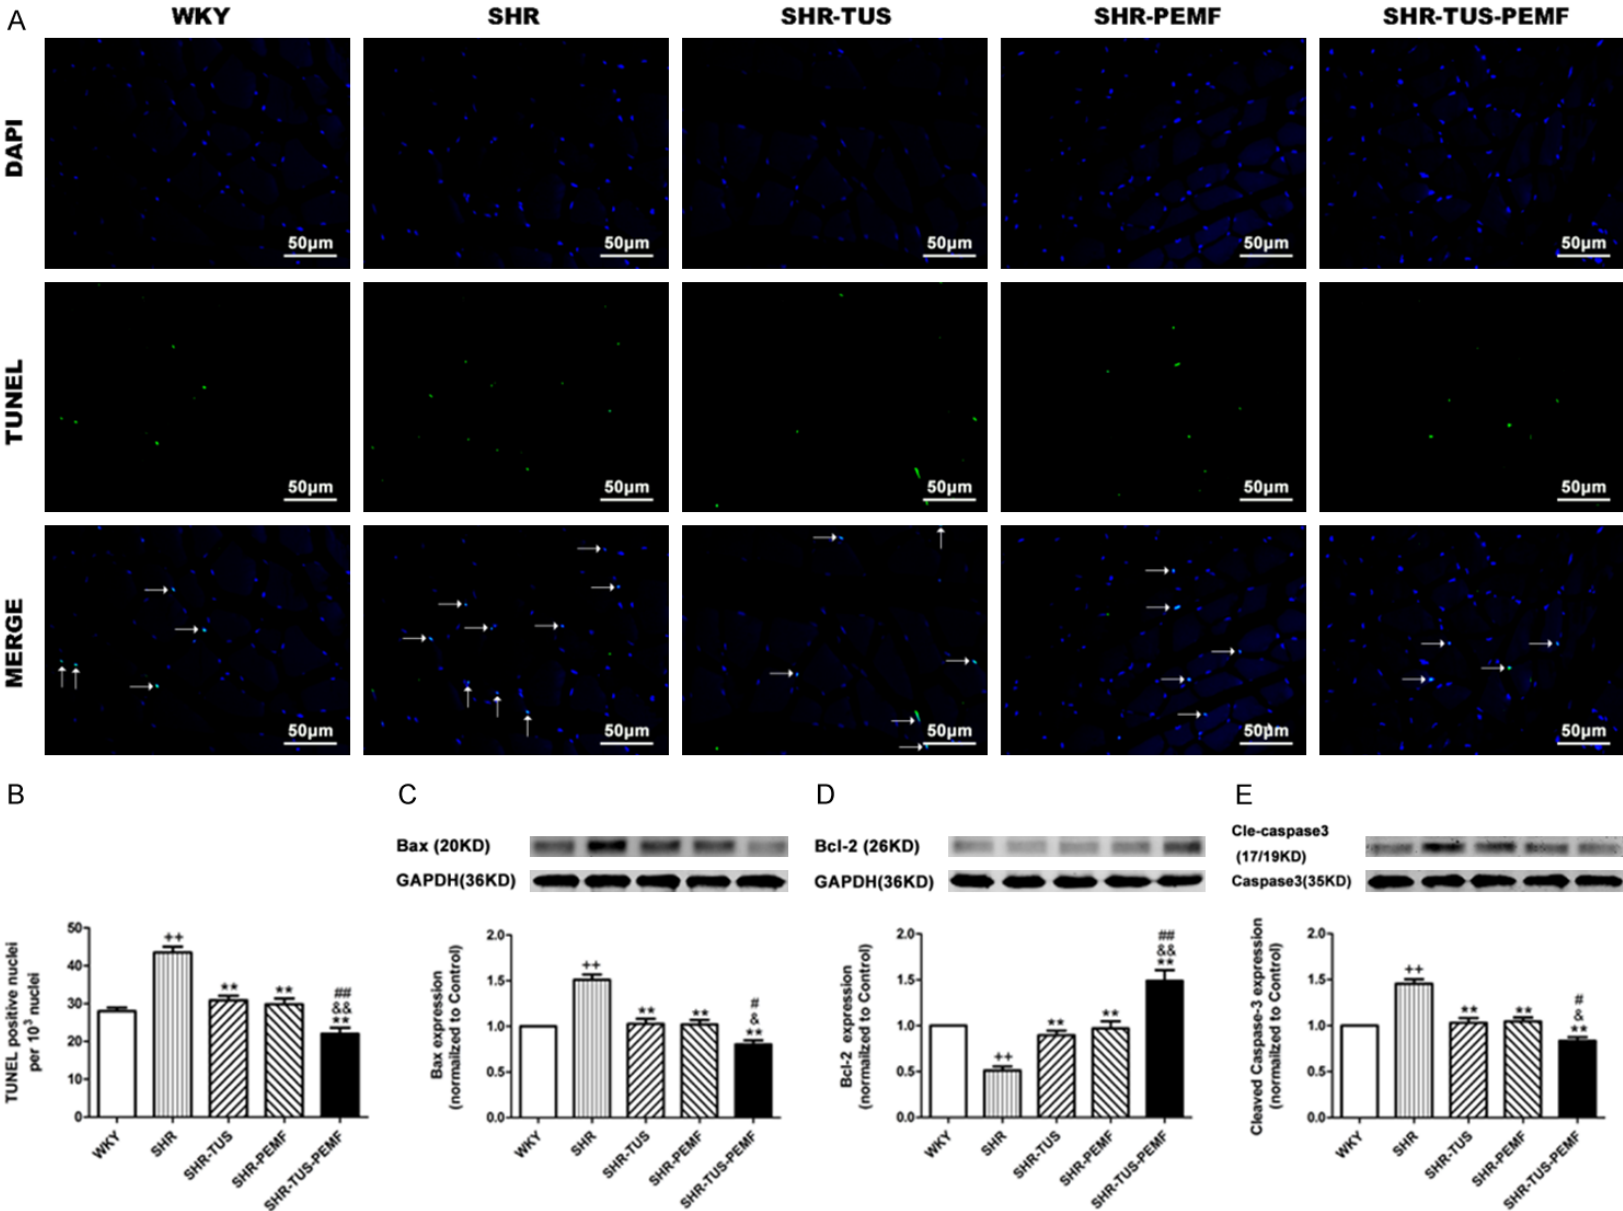 A
WKY SHR SHR-TUS SHR-PEMF SHR-TUS-PEMF
DAPI
50μm 50μm 50μm 50μm 50μm
TUNEL
50μm 50μm 50μm 50μm 50μm
MERGE
50μm 50μm 50μm 50μm 50μm
B
TUNEL positive nuclei
per 10³ nuclei
50
40
30
20
10
0
++
**
**
##
&&
**
WKY SHR SHR-TUS SHR-PEMF SHR-TUS-PEMF
C
Bax (20KD)
GAPDH(36KD)
Bax expression
(normailzed to Control)
2.0
1.5
1.0
0.5
0.0
++
**
**
#
&
**
WKY SHR SHR-TUS SHR-PEMF SHR-TUS-PEMF
D
Bcl-2 (26KD)
GAPDH(36KD)
Bcl-2 expression
(normailzed to Control)
2.0
1.5
1.0
0.5
0.0
++
**
**
##
&&
**
WKY SHR SHR-TUS SHR-PEMF SHR-TUS-PEMF
E
Cle-caspase3
(17/19KD)
Caspase3(35KD)
Cleaved Caspase-3 expression
(normailzed to Control)
2.0
1.5
1.0
0.5
0.0
++
**
**
#
&
**
WKY SHR SHR-TUS SHR-PEMF SHR-TUS-PEMF